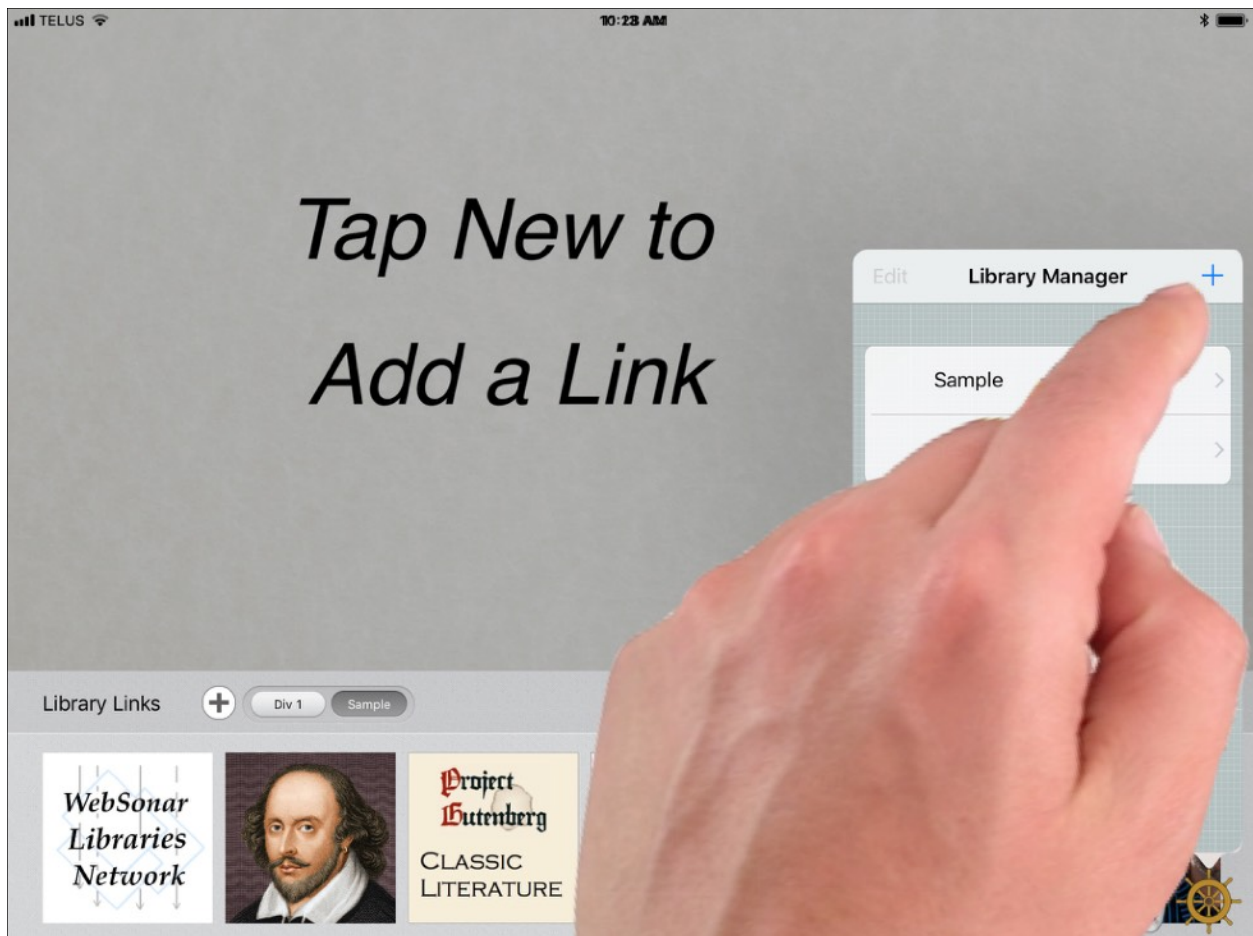 TELUS
10:23 AM
Tap New to
Add a Link
Edit
Library Manager
+
Sample
Library Links
+
Div 1
Sample
WebSonar
Libraries
Network
Project
Gutenberg
CLASSIC
LITERATURE